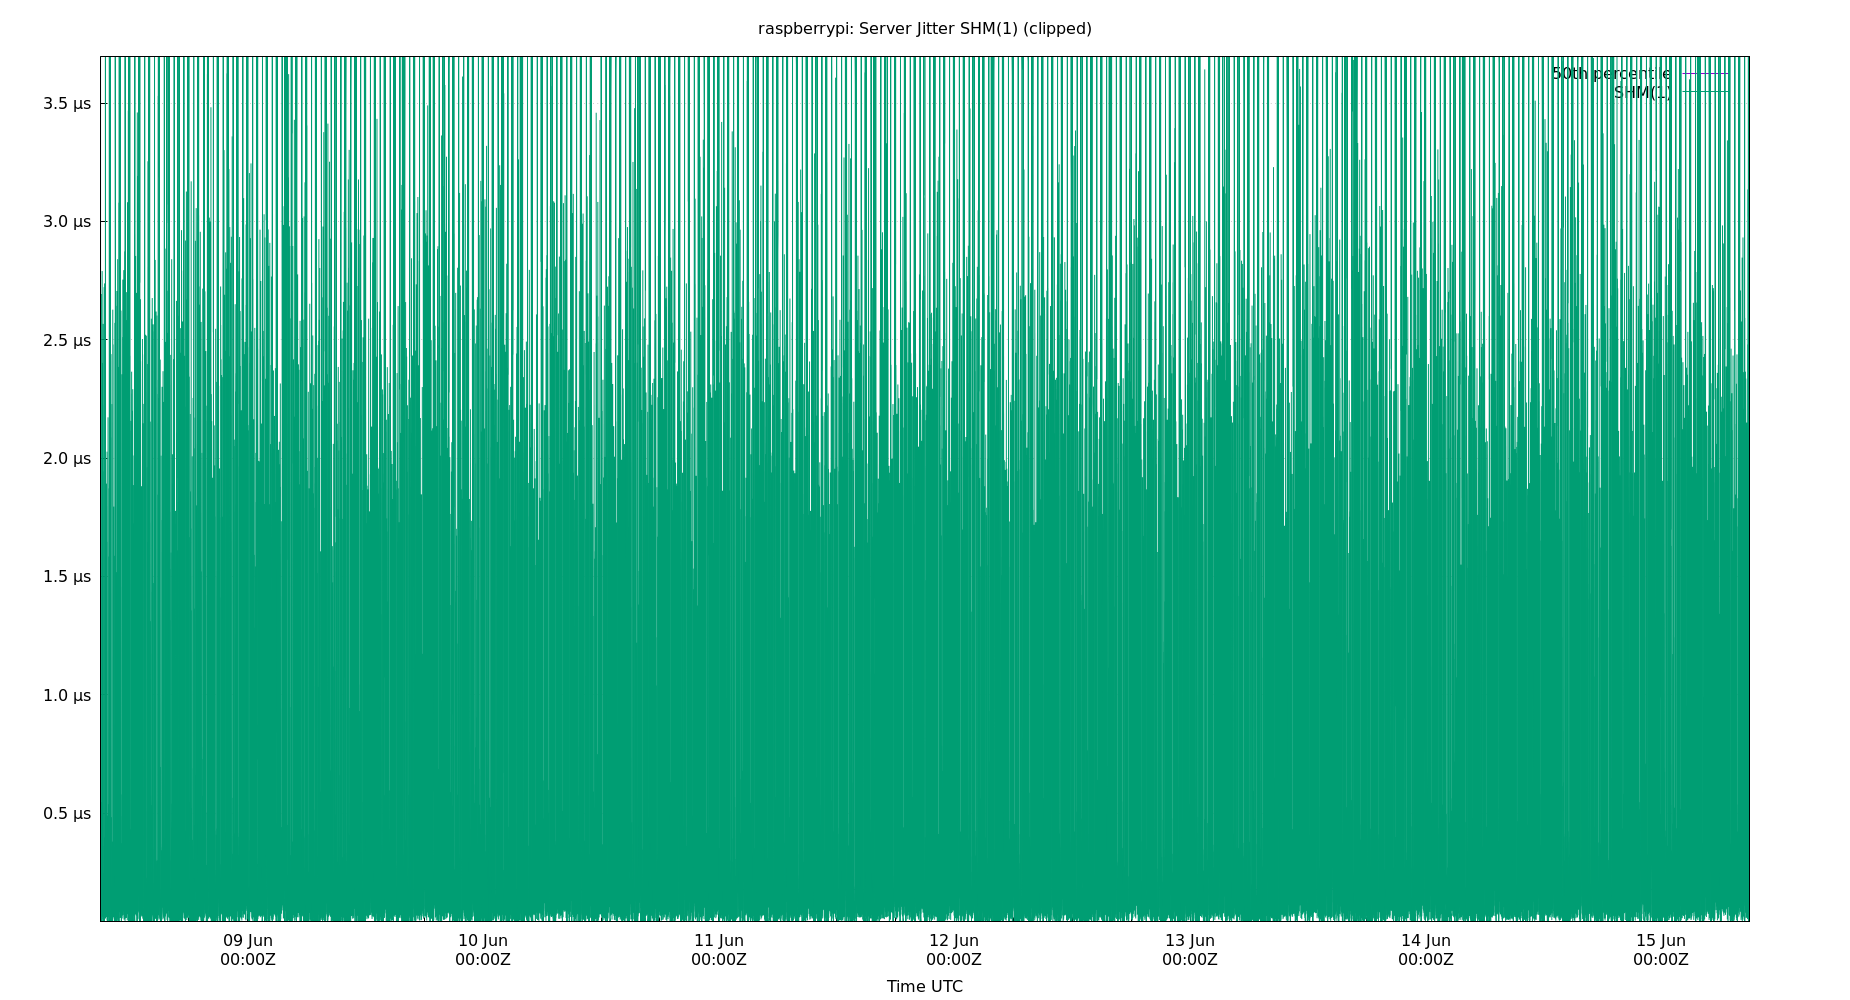 raspberrypi: Server Jitter SHM(1) (clipped)
50th percentile
SHM(1)
3.5 µs
3.0 µs
2.5 µs
2.0 µs
1.5 µs
1.0 µs
0.5 µs
09 Jun 10 Jun 11 Jun 12 Jun 13 Jun 14 Jun 15 Jun
00:00Z 00:00Z 00:00Z 00:00Z 00:00Z 00:00Z 00:00Z
Time UTC